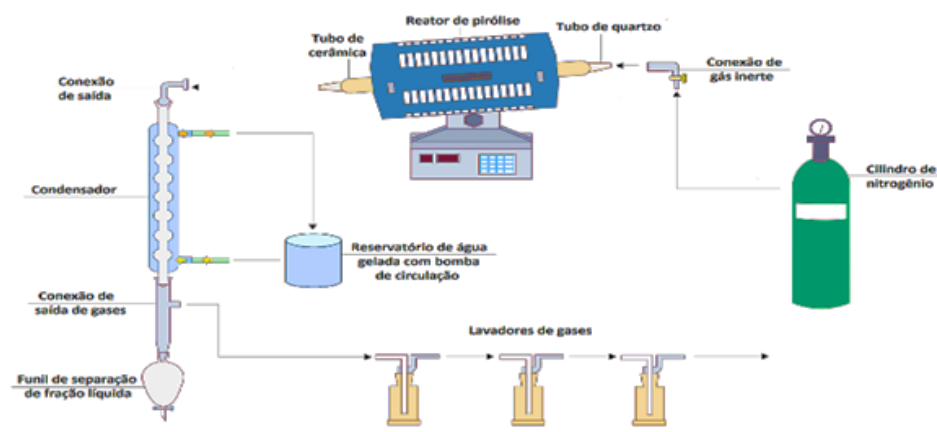 Reator de pirólise
Tubo de quartzo
Tubo de
cerâmica
Conexão de
gás inerte
Conexão
de saída
Cilindro de
nitrogênio
Condensador
Reservatório de água
gelada com bomba
de circulação
Conexão de
saída de gases
Lavadores de gases
Funil de separação
de fração líquida